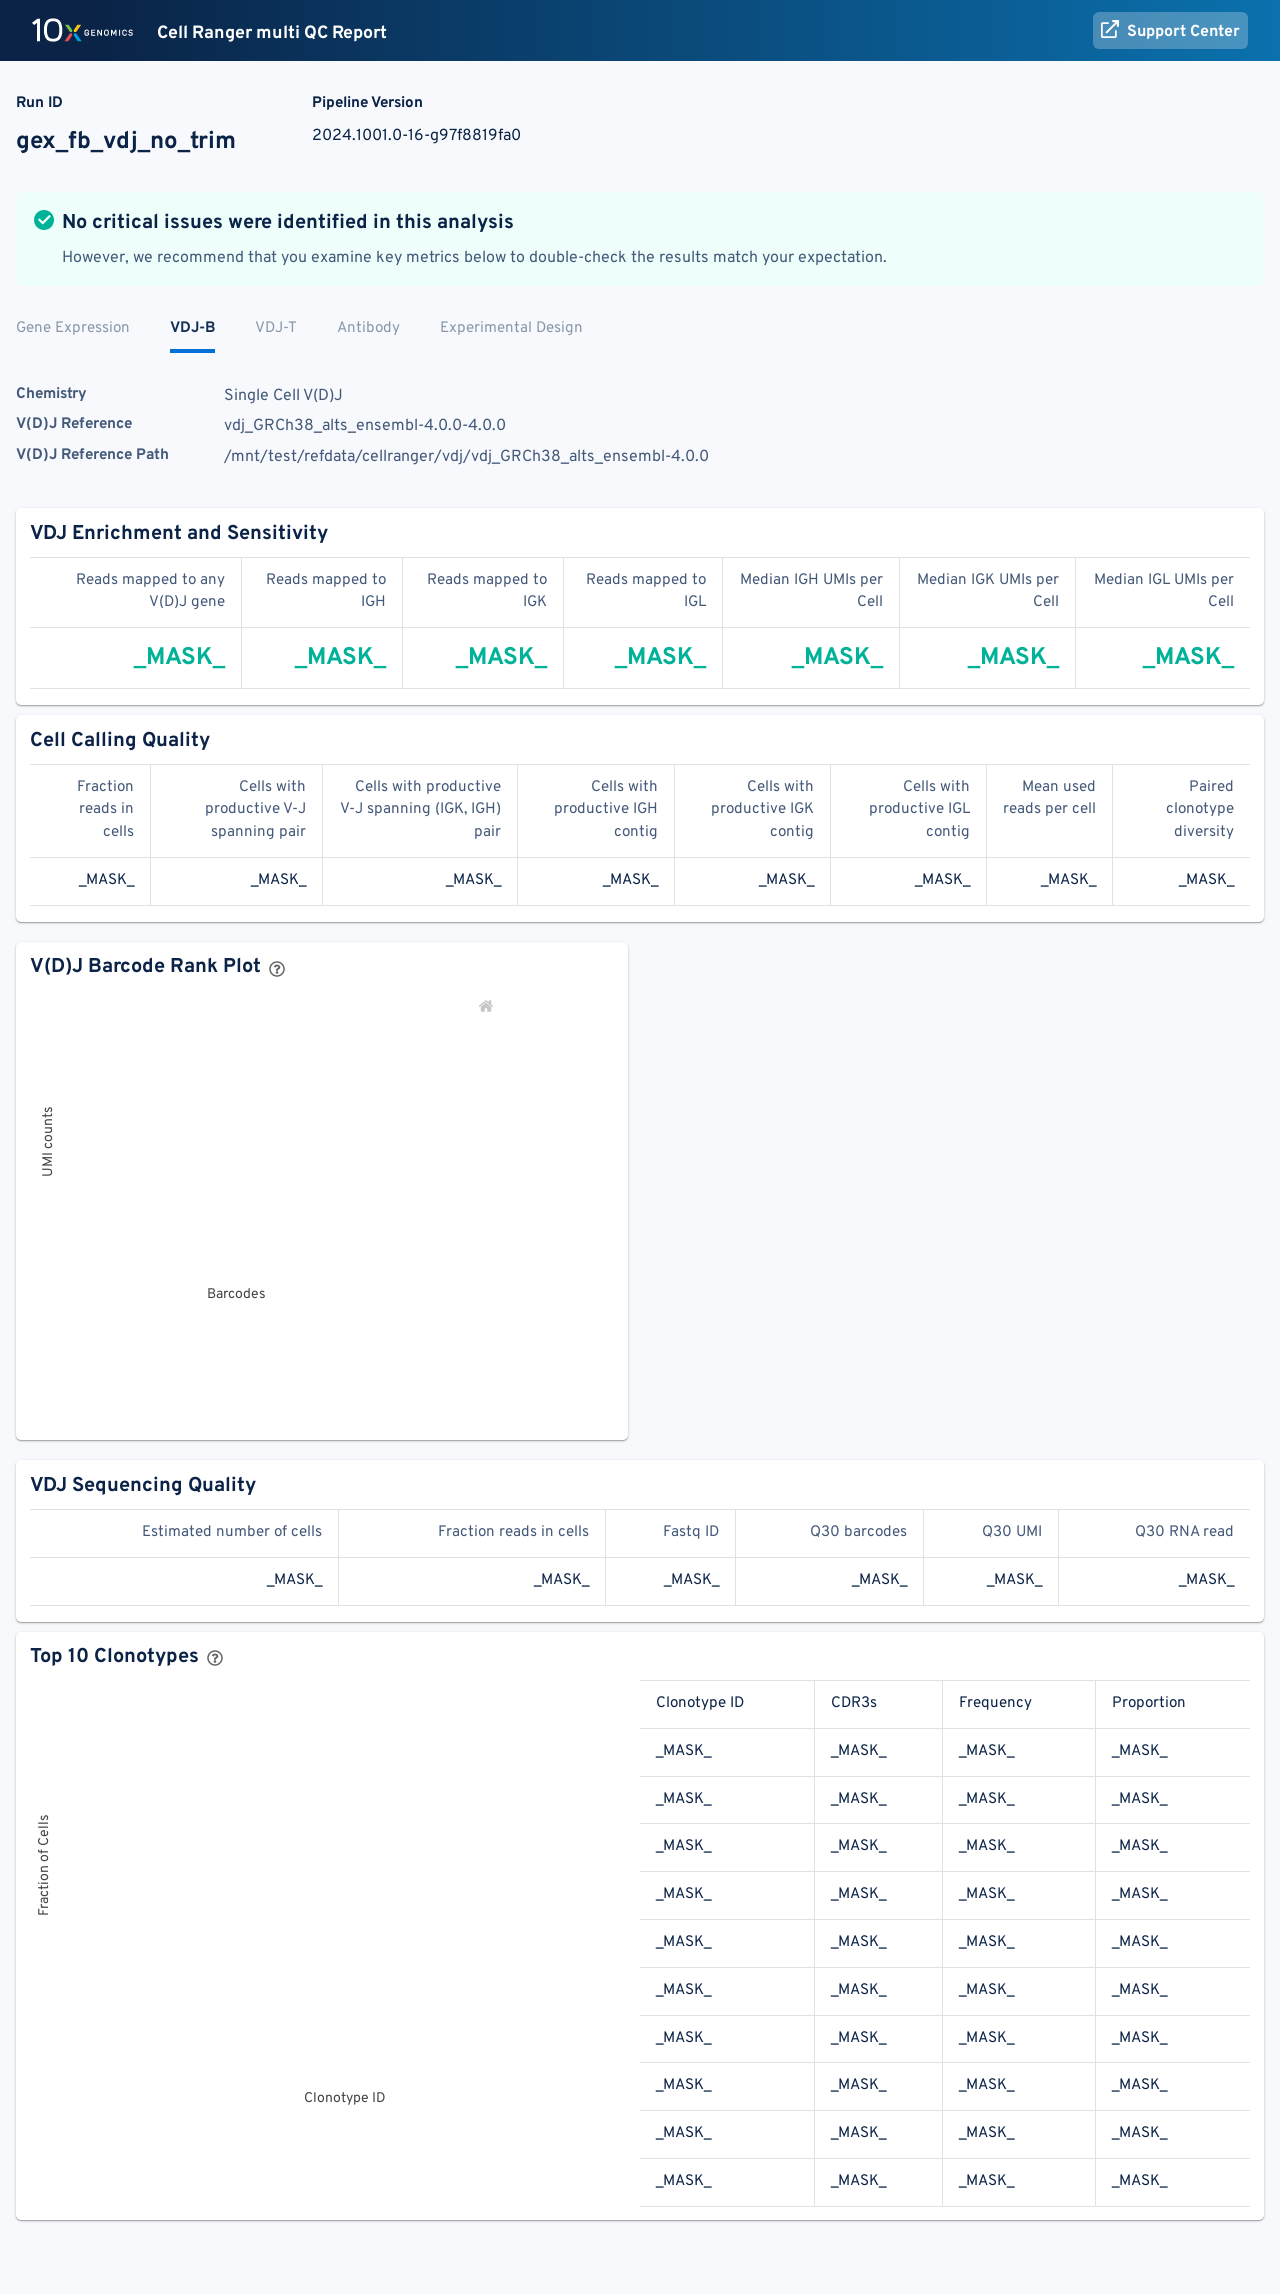 10x GENOMICS Cell Ranger multi QC Report Support Center
Run ID Pipeline Version
gex_fb_vdj_no_trim 2024.1001.0-16-g97f8819fa0
No critical issues were identified in this analysis
However, we recommend that you examine key metrics below to double-check the results match your expectation.
Gene Expression VDJ-B VDJ-T Antibody Experimental Design
Chemistry Single Cell V(D)J
V(D)J Reference vdj_GRCh38_alts_ensembl-4.0.0-4.0.0
V(D)J Reference Path /mnt/test/refdata/cellranger/vdj/vdj_GRCh38_alts_ensembl-4.0.0
VDJ Enrichment and Sensitivity
Reads mapped to any Reads mapped to Reads mapped to Reads mapped to Median IGH UMIs per Median IGK UMIs per Median IGL UMIs per
V(D)J gene IGH IGK IGL Cell Cell Cell
_MASK_ _MASK_ _MASK_ _MASK_ _MASK_ _MASK_ _MASK_
Cell Calling Quality
Fraction Cells with Cells with productive Cells with Cells with Cells with Mean used Paired
reads in productive V-J V-J spanning (IGK, IGH) productive IGH productive IGK productive IGL reads per cell clonotype
cells spanning pair pair contig contig contig diversity
_MASK_ _MASK_ _MASK_ _MASK_ _MASK_ _MASK_ _MASK_ _MASK_
V(D)J Barcode Rank Plot ?
UMI counts
Barcodes
VDJ Sequencing Quality
Estimated number of cells Fraction reads in cells Fastq ID Q30 barcodes Q30 UMI Q30 RNA read
_MASK_ _MASK_ _MASK_ _MASK_ _MASK_ _MASK_
Top 10 Clonotypes ?
Clonotype ID CDR3s Frequency Proportion
_MASK_ _MASK_ _MASK_ _MASK_
_MASK_ _MASK_ _MASK_ _MASK_
_MASK_ _MASK_ _MASK_ _MASK_
_MASK_ _MASK_ _MASK_ _MASK_
_MASK_ _MASK_ _MASK_ _MASK_
_MASK_ _MASK_ _MASK_ _MASK_
_MASK_ _MASK_ _MASK_ _MASK_
_MASK_ _MASK_ _MASK_ _MASK_
_MASK_ _MASK_ _MASK_ _MASK_
_MASK_ _MASK_ _MASK_ _MASK_
Fraction of Cells
Clonotype ID